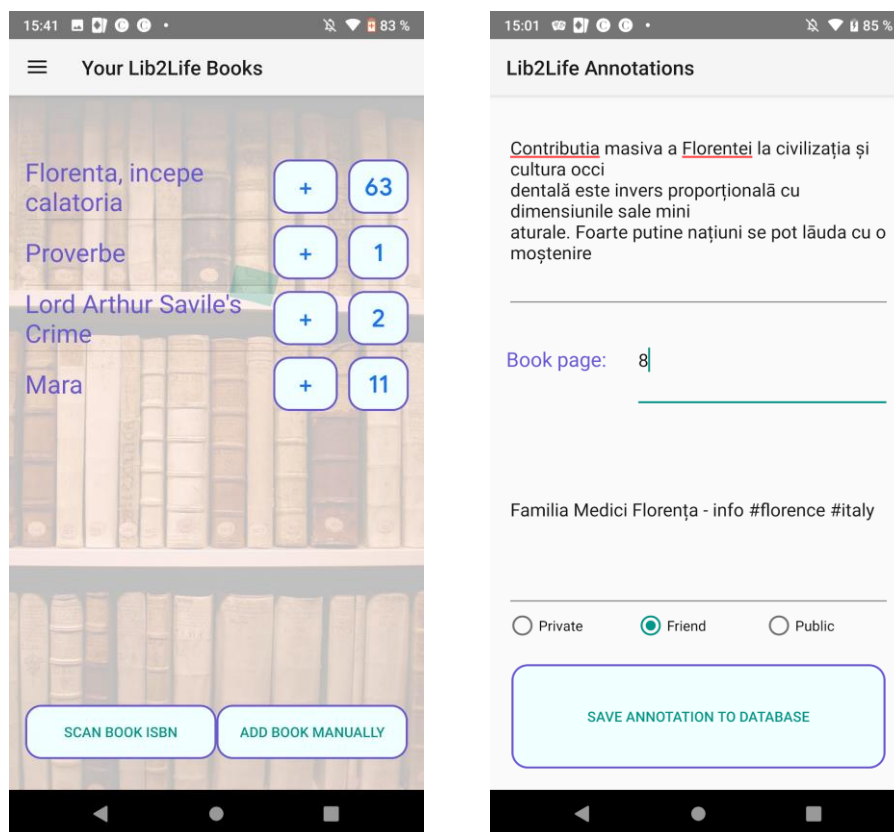 15:41
83 %
Your Lib2Life Books
Florenta, incepe
calatoria
+
63
Proverbe
+
1
Lord Arthur Savile's
Crime
+
2
Mara
+
11
SCAN BOOK ISBN
ADD BOOK MANUALLY
15:01
85 %
Lib2Life Annotations
Contributia masiva a Florentei la civilizația și
cultura occi
dentală este invers proporțională cu
dimensiunile sale mini
aturale. Foarte putine națiuni se pot lăuda cu o
moștenire
Book page: 8
Familia Medici Florența - info #florence #italy
Private
Friend
Public
SAVE ANNOTATION TO DATABASE